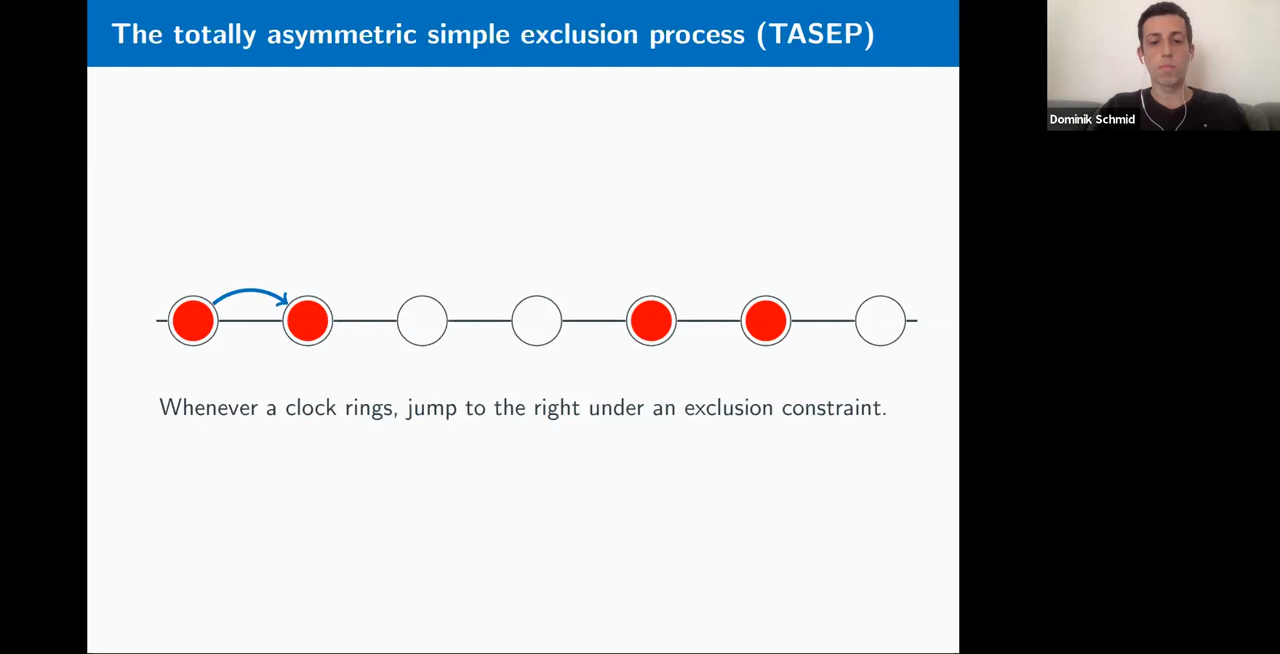 The totally asymmetric simple exclusion process (TASEP)
Dominik Schmid
Whenever a clock rings, jump to the right under an exclusion constraint.